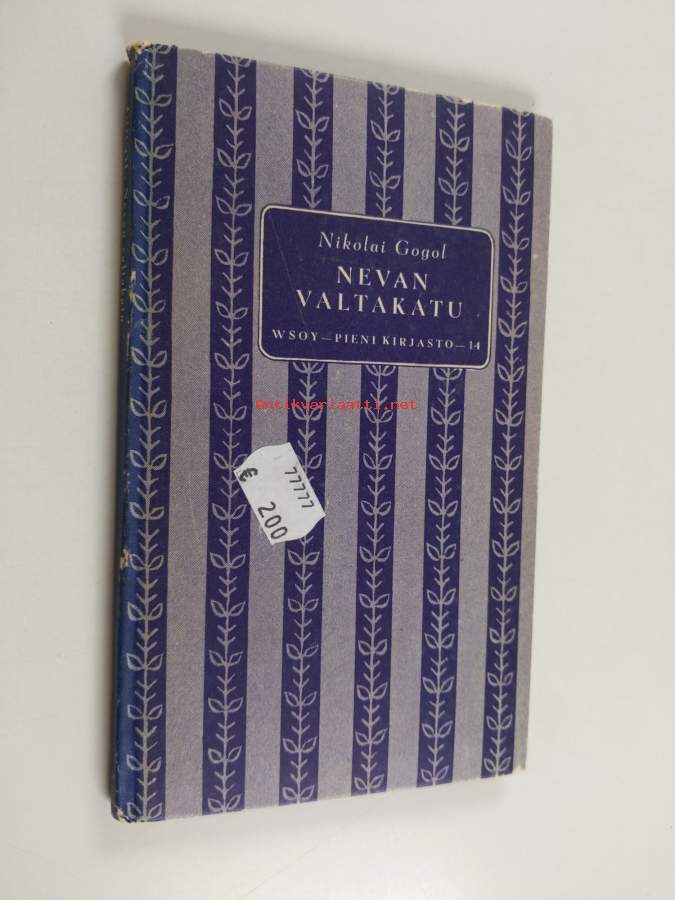 Nikolai Gogol
NEVAN
VALTAKATU
WSOY—PIENI KIRJASTO—14
antikvariaatti.net
77777
€ 200